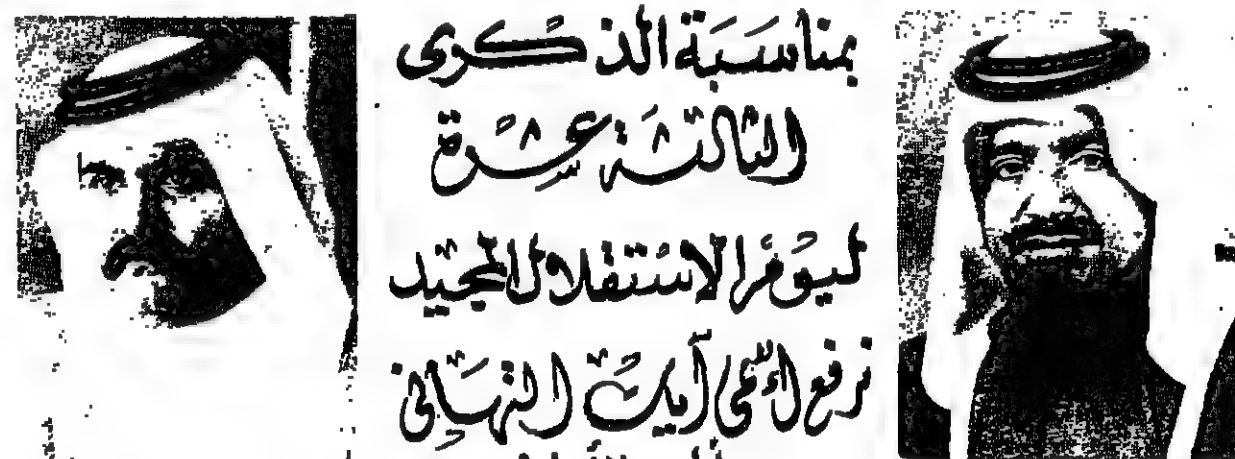 بمناسبة الذكرى
الثالثة عشرة
ليوم الاستقلال المجيد
نرفع أسمى آيات التهاني